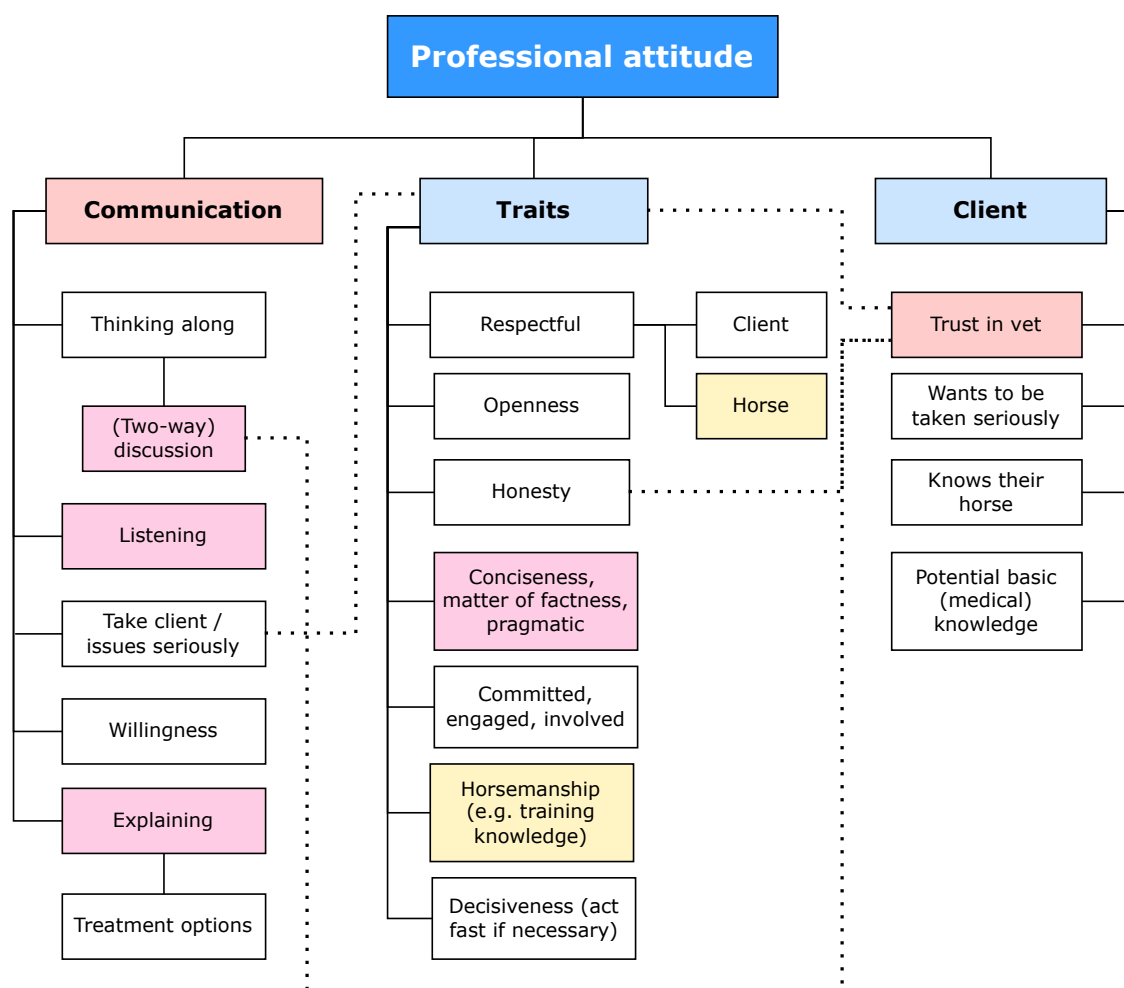 Professional attitude
Communication
Thinking along
(Two-way)
discussion
Listening
Take client /
issues seriously
Willingness
Explaining
Treatment options
Traits
Respectful
Client
Horse
Openness
Honesty
Conciseness,
matter of factness,
pragmatic
Committed,
engaged, involved
Horsemanship
(e.g. training
knowledge)
Decisiveness (act
fast if necessary)
Client
Trust in vet
Wants to be
taken seriously
Knows their
horse
Potential basic
(medical)
knowledge